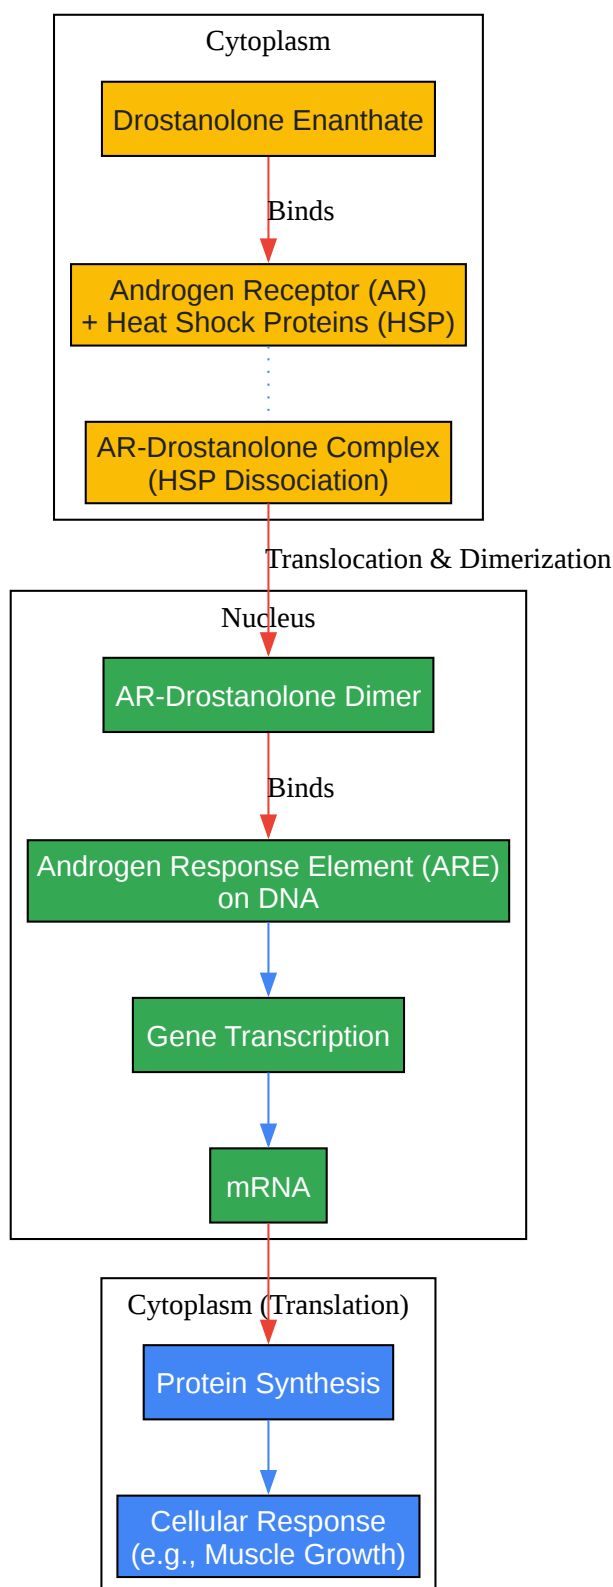 Cytoplasm
Drostanolone Enanthate
Binds
Androgen Receptor (AR)
+ Heat Shock Proteins (HSP)
AR-Drostanolone Complex
(HSP Dissociation)
Translocation & Dimerization
Nucleus
AR-Drostanolone Dimer
Binds
Androgen Response Element (ARE)
on DNA
Gene Transcription
mRNA
Cytoplasm (Translation)
Protein Synthesis
Cellular Response
(e.g., Muscle Growth)